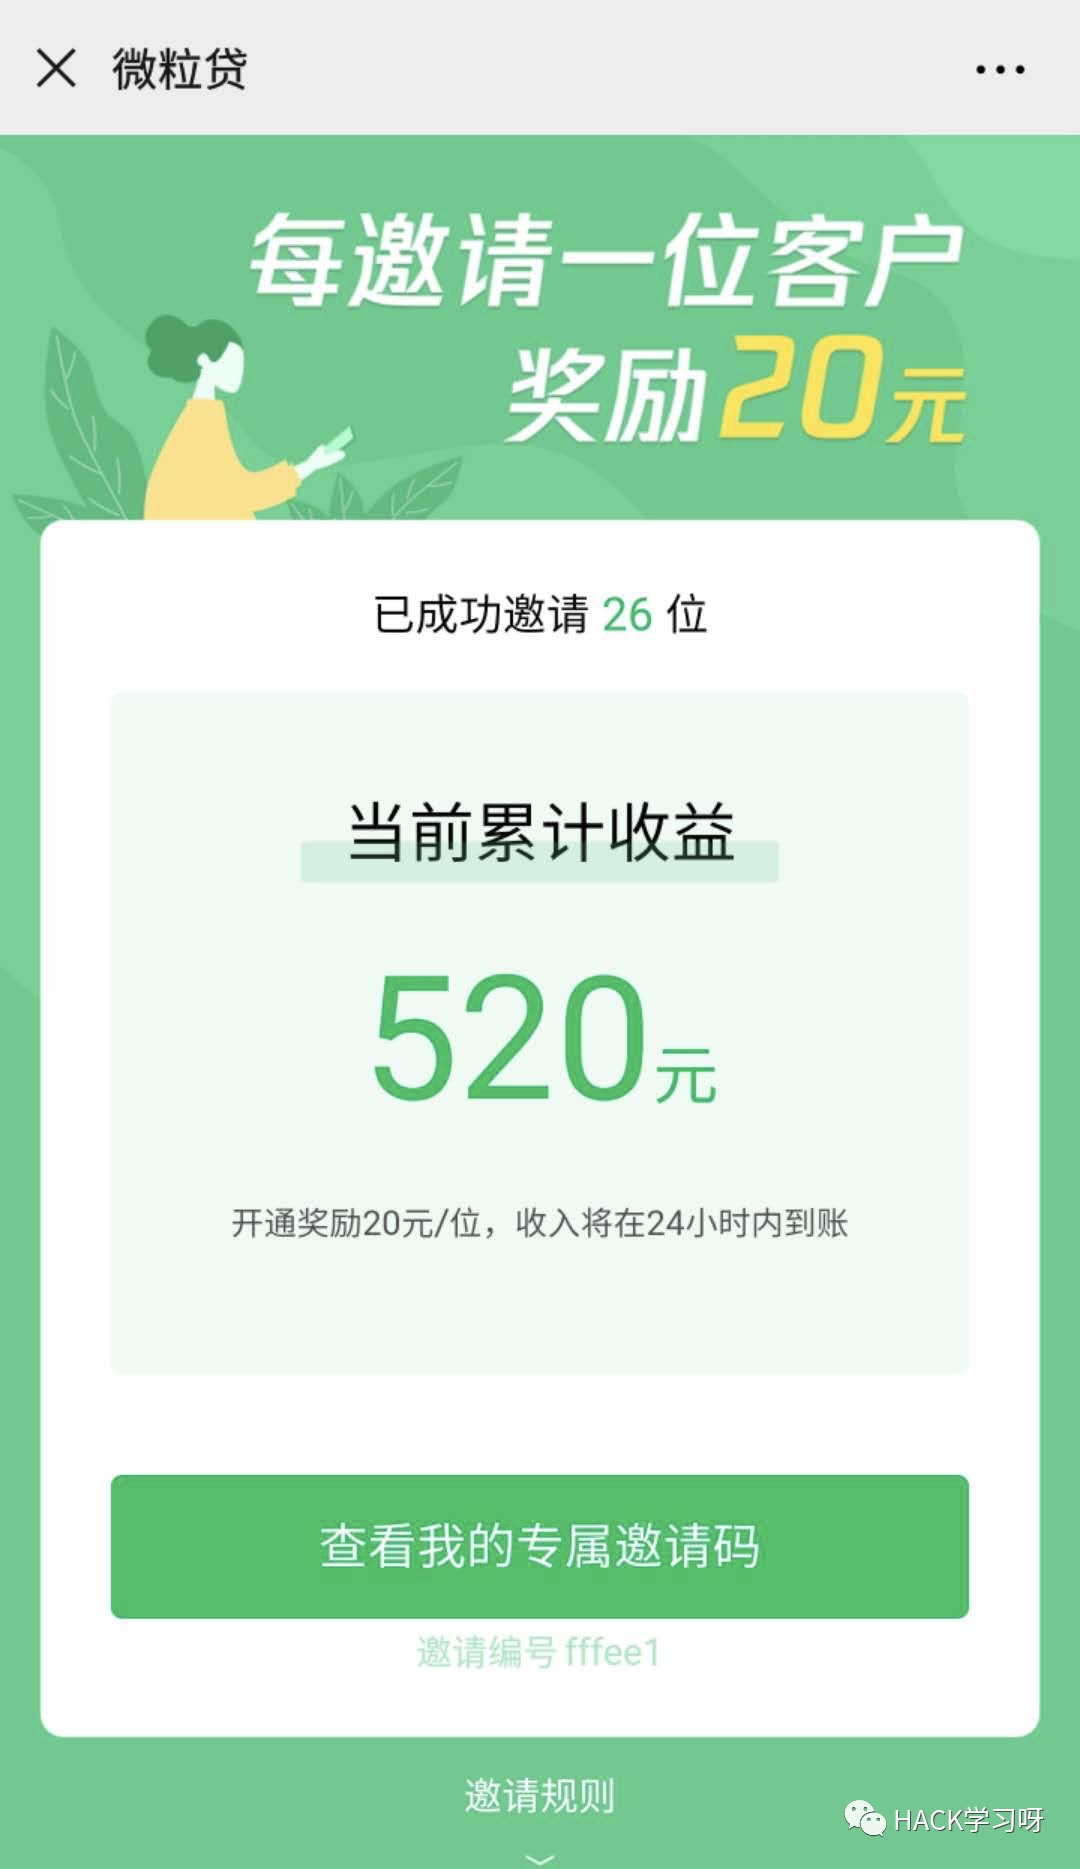 微粒贷
每邀请一位客户
奖励20元
已成功邀请 26 位
当前累计收益
520元
开通奖励20元/位，收入将在24小时内到账
查看我的专属邀请码
邀请编号 fffee1
邀请规则
HACK学习呀